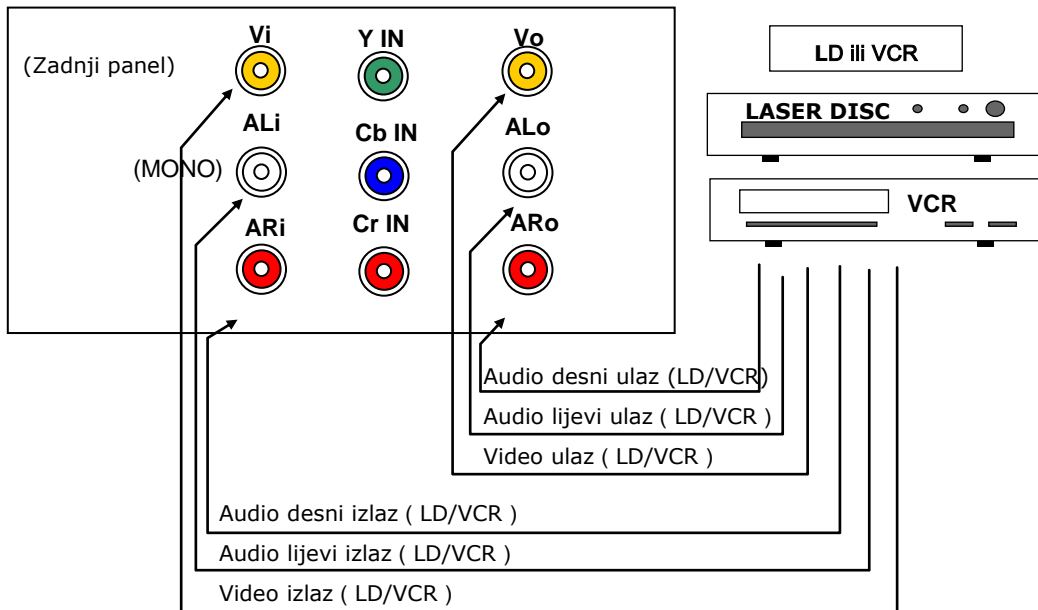 (Zadnji panel)
Vi
Y IN
Vo
ALi
(MONO)
Cb IN
ALo
ARi
Cr IN
ARo
LD ili VCR
LASER DISC
VCR
Audio desni ulaz (LD/VCR)
Audio lijevi ulaz ( LD/VCR )
Video ulaz ( LD/VCR )
Audio desni izlaz ( LD/VCR )
Audio lijevi izlaz ( LD/VCR )
Video izlaz ( LD/VCR )